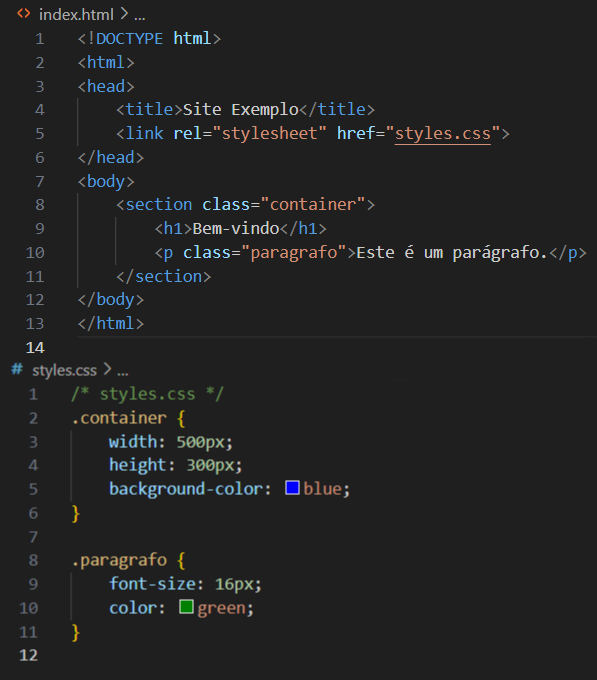 <> index.html > ...
1 <!DOCTYPE html>
2 <html>
3 <head>
4     <title>Site Exemplo</title>
5     <link rel="stylesheet" href="styles.css">
6 </head>
7 <body>
8     <section class="container">
9         <h1>Bem-vindo</h1>
10         <p class="paragrafo">Este é um parágrafo.</p>
11     </section>
12 </body>
13 </html>
14
# styles.css > ...
1 /* styles.css */
2 .container {
3     width: 500px;
4     height: 300px;
5     background-color: blue;
6 }
7
8 .paragrafo {
9     font-size: 16px;
10     color: green;
11 }
12